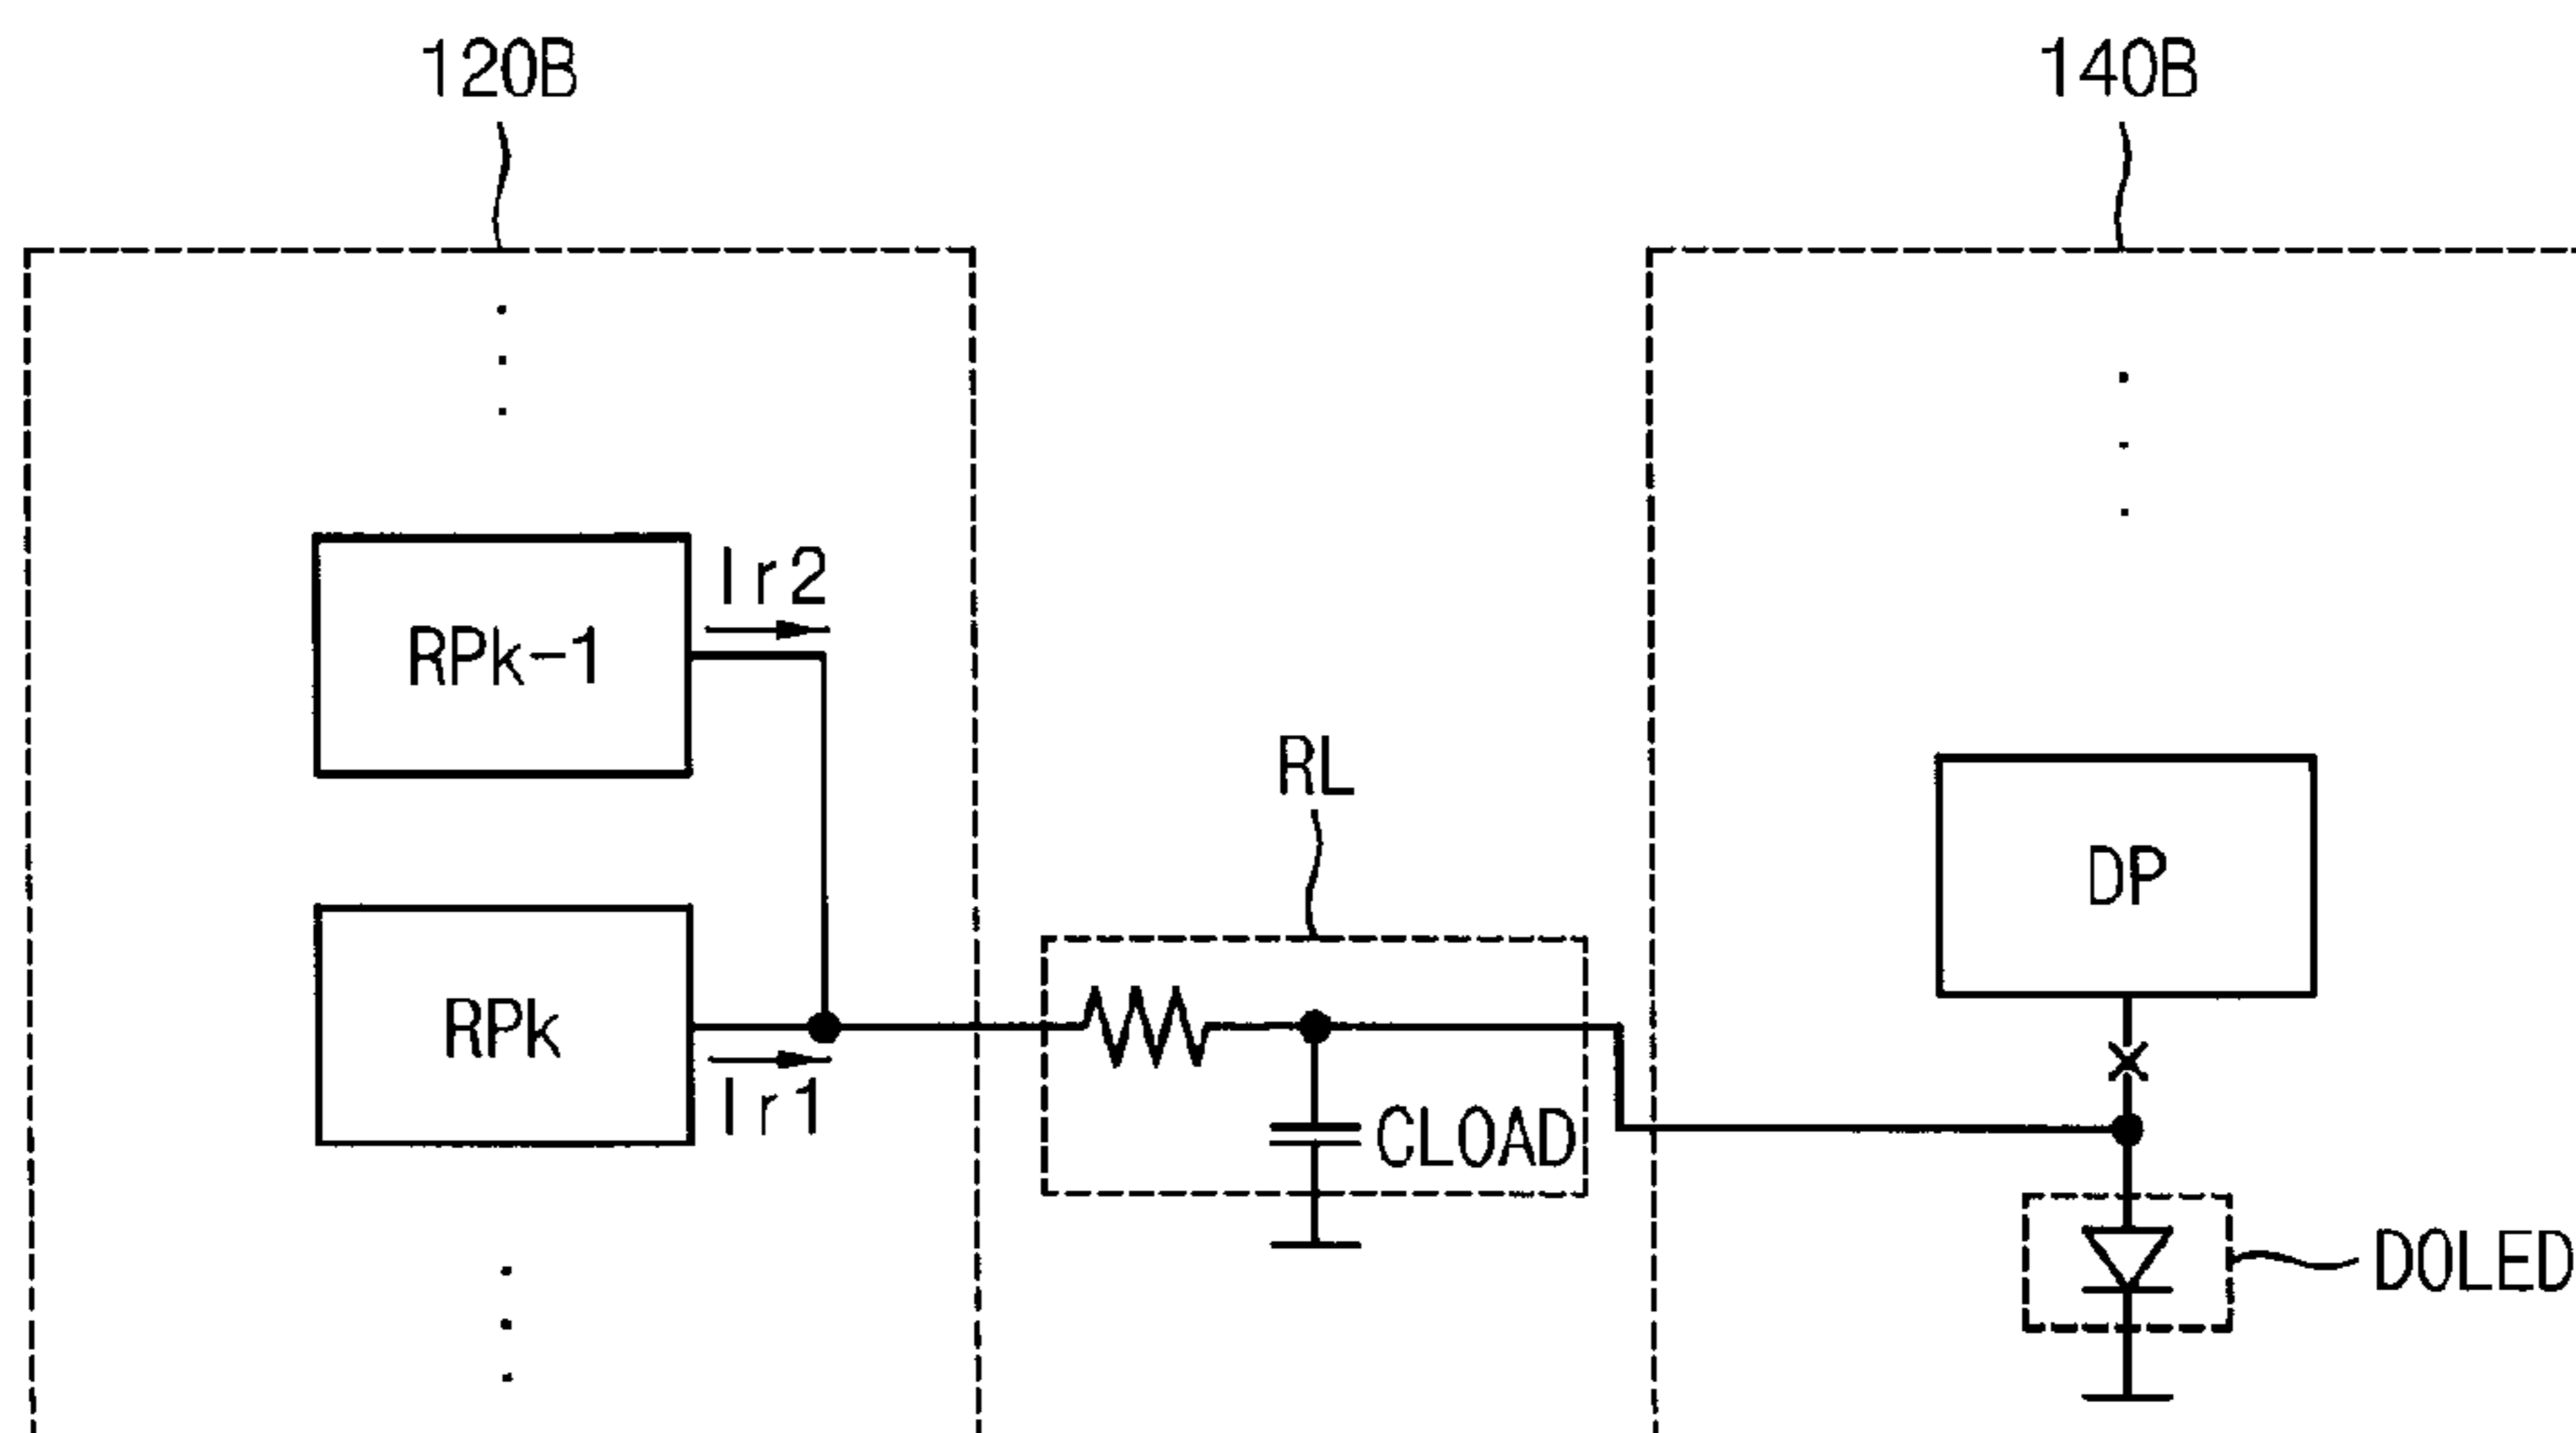 120B
140B
Ir2
RPk-1
RL
DP
RPk
Ir1
CLOAD
DOLED